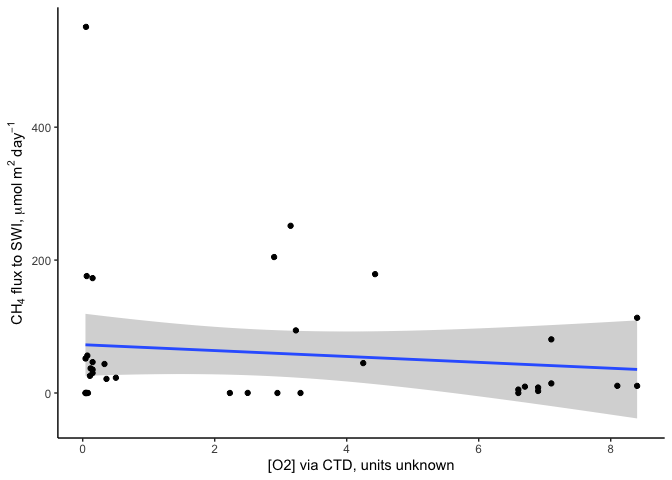 CH₄ flux to SWI, μmol m² day⁻¹
400
200
0
0 2 4 6 8
[O2] via CTD, units unknown